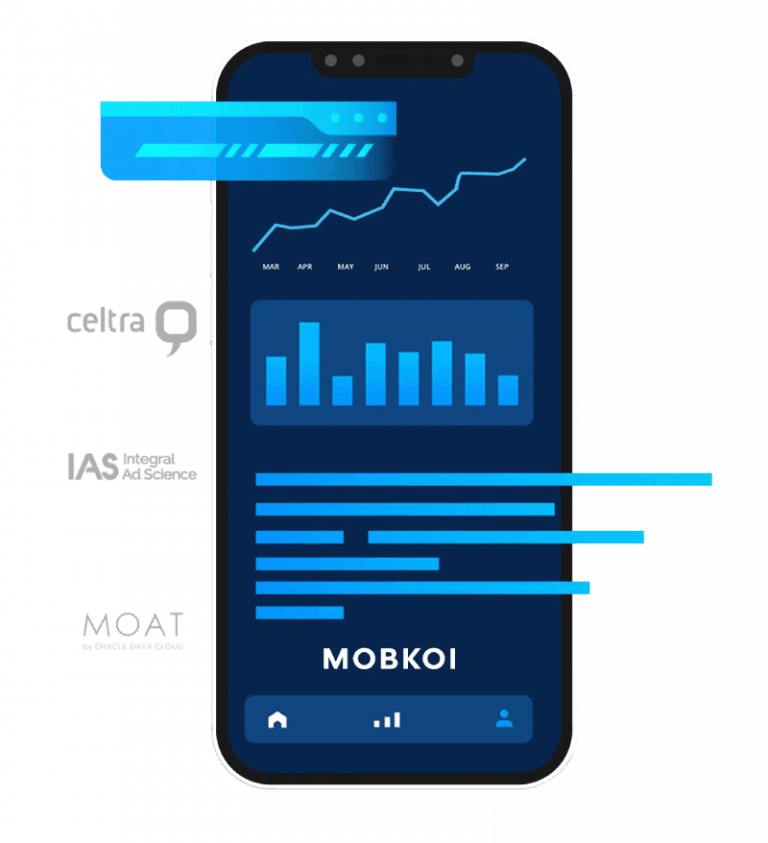 MAR APR MAY JUN JUL AUG SEP
celtra
IAS Integral
Ad Science
MOAT
by ORACLE DATA CLOUD
MOBKOI